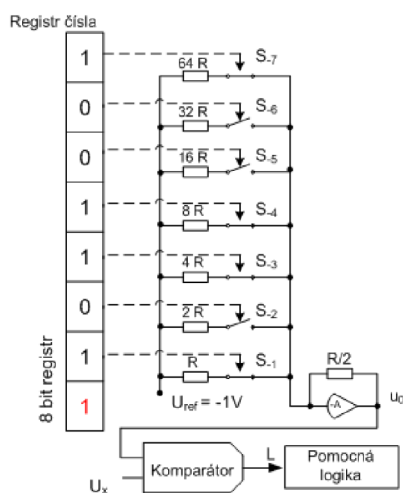 Registr čísla
8 bit registr
1
0
0
1
1
0
1
1
64 R
S-7
32 R
S-6
16 R
S-5
8 R
S-4
4 R
S-3
2 R
S-2
R
S-1
Uref = -1V
R/2
-A
u0
Komparátor
L
Pomocná
logika
Ux